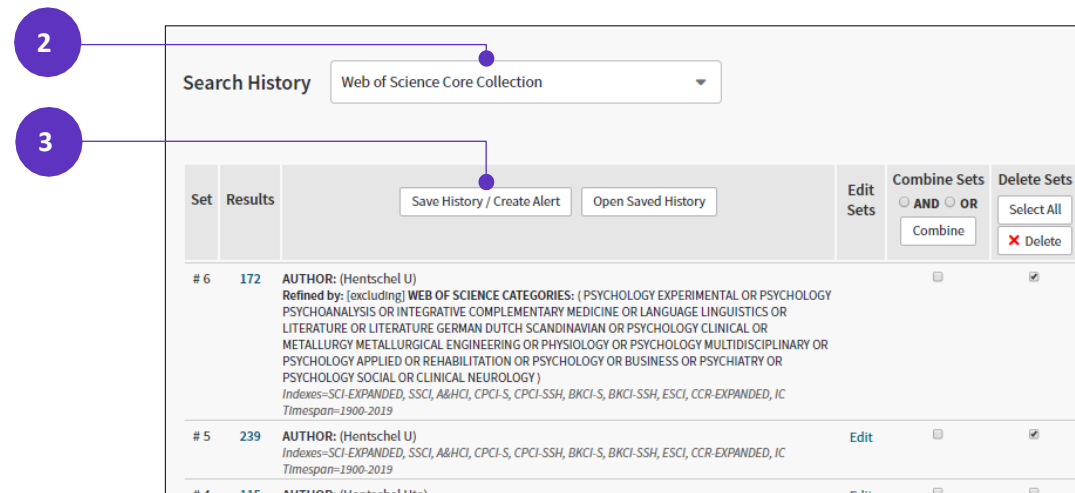 2
Search History Web of Science Core Collection
3
Set Results Save History / Create Alert Open Saved History Edit Sets Combine Sets Delete Sets
AND OR Select All
Combine Delete
# 6 172 AUTHOR: (Hentschel U)
Refined by: [excluding] WEB OF SCIENCE CATEGORIES: ( PSYCHOLOGY EXPERIMENTAL OR PSYCHOLOGY
PSYCHOANALYSIS OR INTEGRATIVE COMPLEMENTARY MEDICINE OR LANGUAGE LINGUISTICS OR
LITERATURE OR LITERATURE GERMAN DUTCH SCANDINAVIAN OR PSYCHOLOGY CLINICAL OR
METALLURGY METALLURGICAL ENGINEERING OR PHYSIOLOGY OR PSYCHOLOGY MULTIDISCIPLINARY OR
PSYCHOLOGY APPLIED OR REHABILITATION OR PSYCHOLOGY OR BUSINESS OR PSYCHIATRY OR
PSYCHOLOGY SOCIAL OR CLINICAL NEUROLOGY )
Indexes=SCI-EXPANDED, SSCI, A&HCI, CPCI-S, CPCI-SSH, BKCI-S, BKCI-SSH, ESCI, CCR-EXPANDED, IC
Timespan=1900-2019
# 5 239 AUTHOR: (Hentschel U) Edit
Indexes=SCI-EXPANDED, SSCI, A&HCI, CPCI-S, CPCI-SSH, BKCI-S, BKCI-SSH, ESCI, CCR-EXPANDED, IC
Timespan=1900-2019